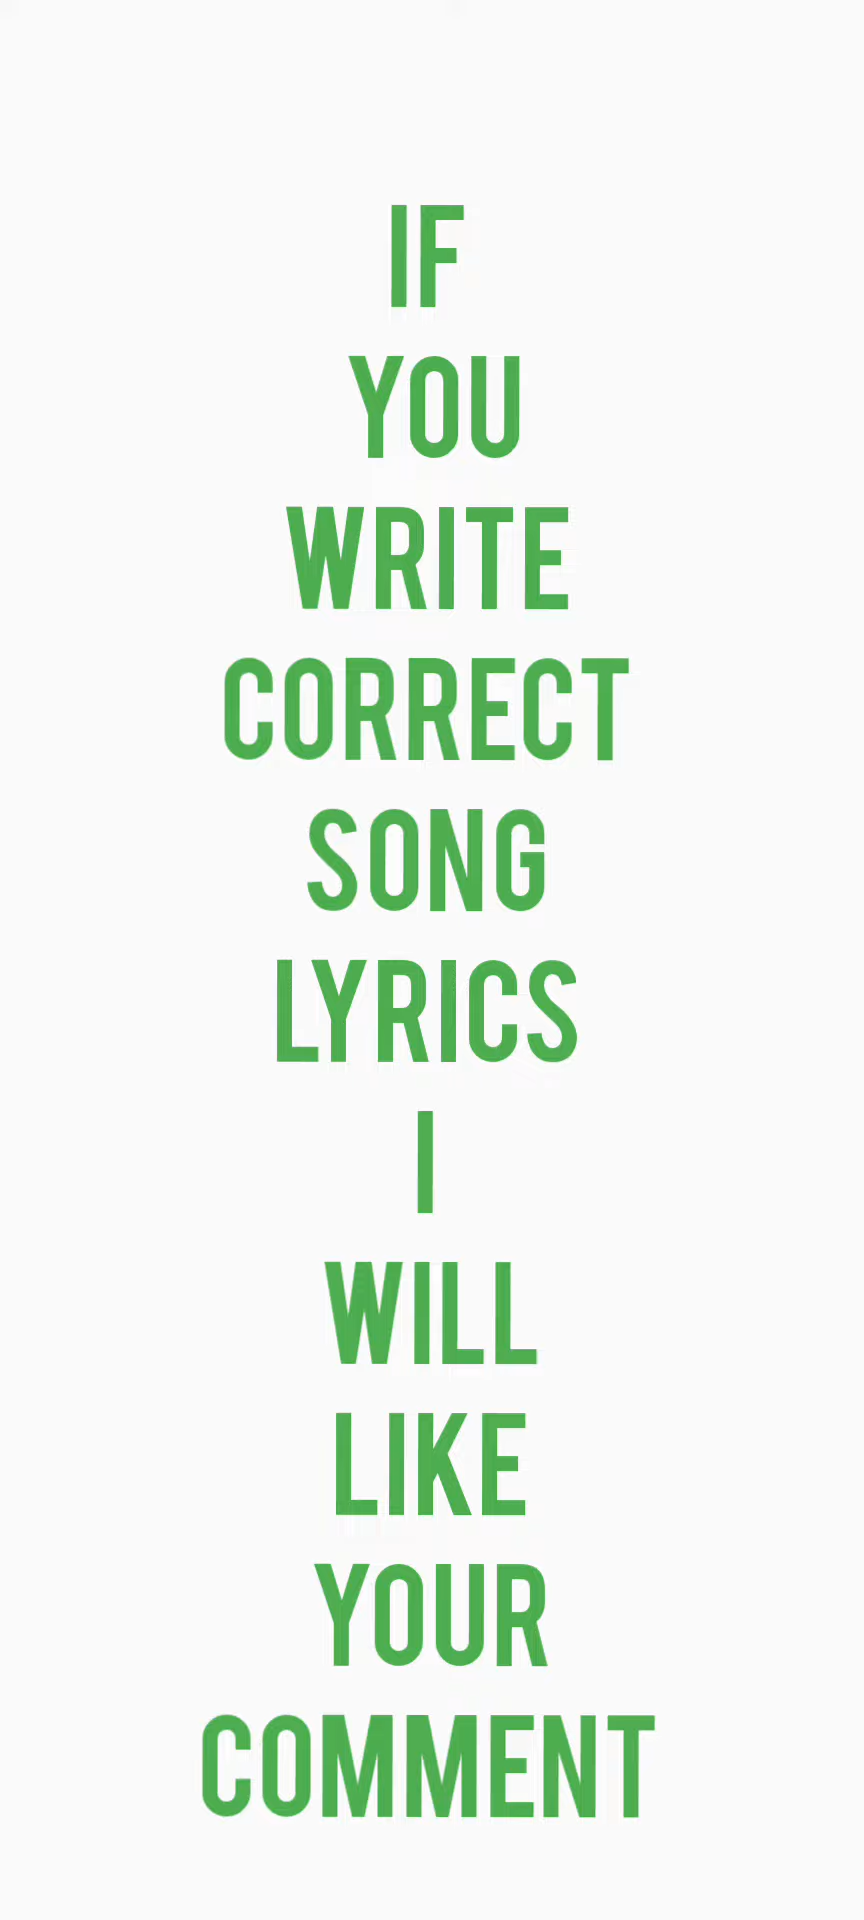 IF
YOU
WRITE
CORRECT
SONG
LYRICS
I
WILL
LIKE
YOUR
COMMENT